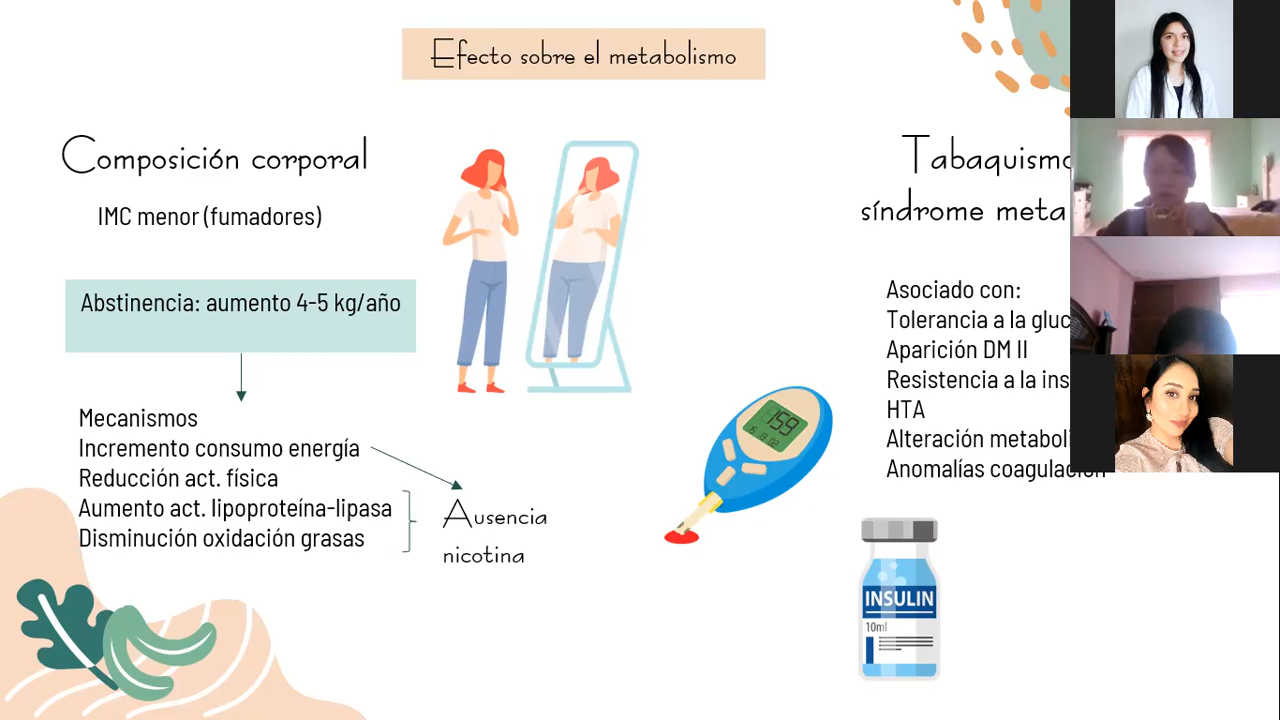 Efecto sobre el metabolismo
Composición corporal
IMC menor (fumadores)
Abstinencia: aumento 4-5 kg/año
Mecanismos
Incremento consumo energía
Reducción act. física
Aumento act. lipoproteína-lipasa
Disminución oxidación grasas
Ausencia
nicotina
159
Tabaquismo
síndrome
Asociado con:
Tolerancia a la
Aparición DM II
Resistencia a la
HTA
Alteración
Anomalías coagulación
INSULIN
10ml